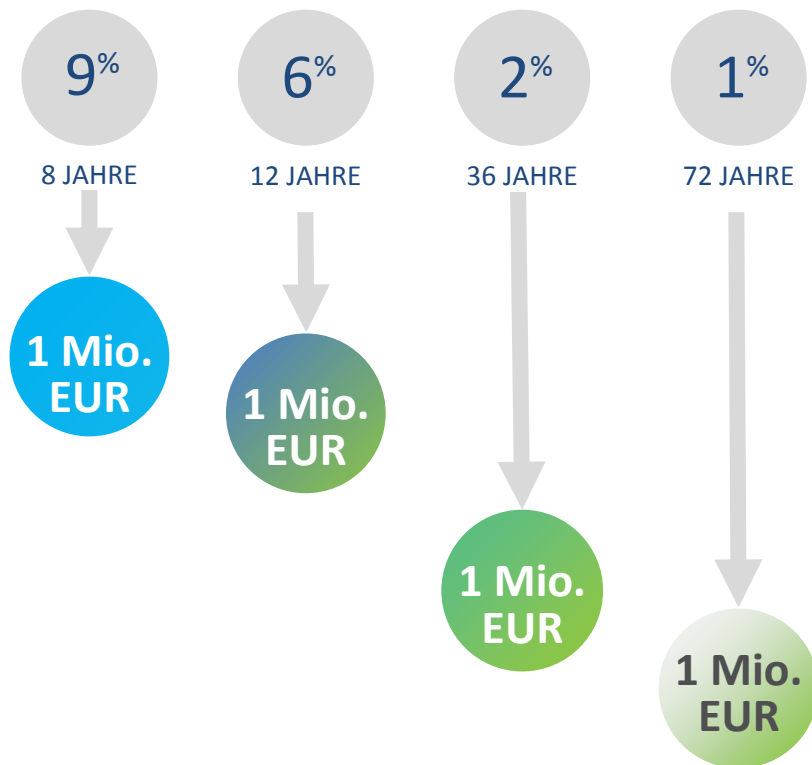 9%
6%
2%
1%
8 JAHRE
12 JAHRE
36 JAHRE
72 JAHRE
1 Mio.
EUR
1 Mio.
EUR
1 Mio.
EUR
1 Mio.
EUR